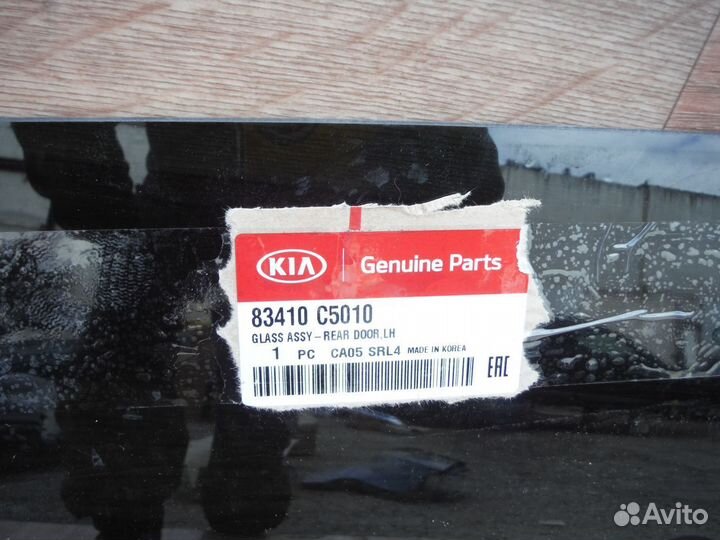 KIA Genuine Parts
83410 C5010
GLASS ASSY-REAR DOOR,LH
1 PC CA05 SRL4 MADE IN KOREA
EAC
Avito